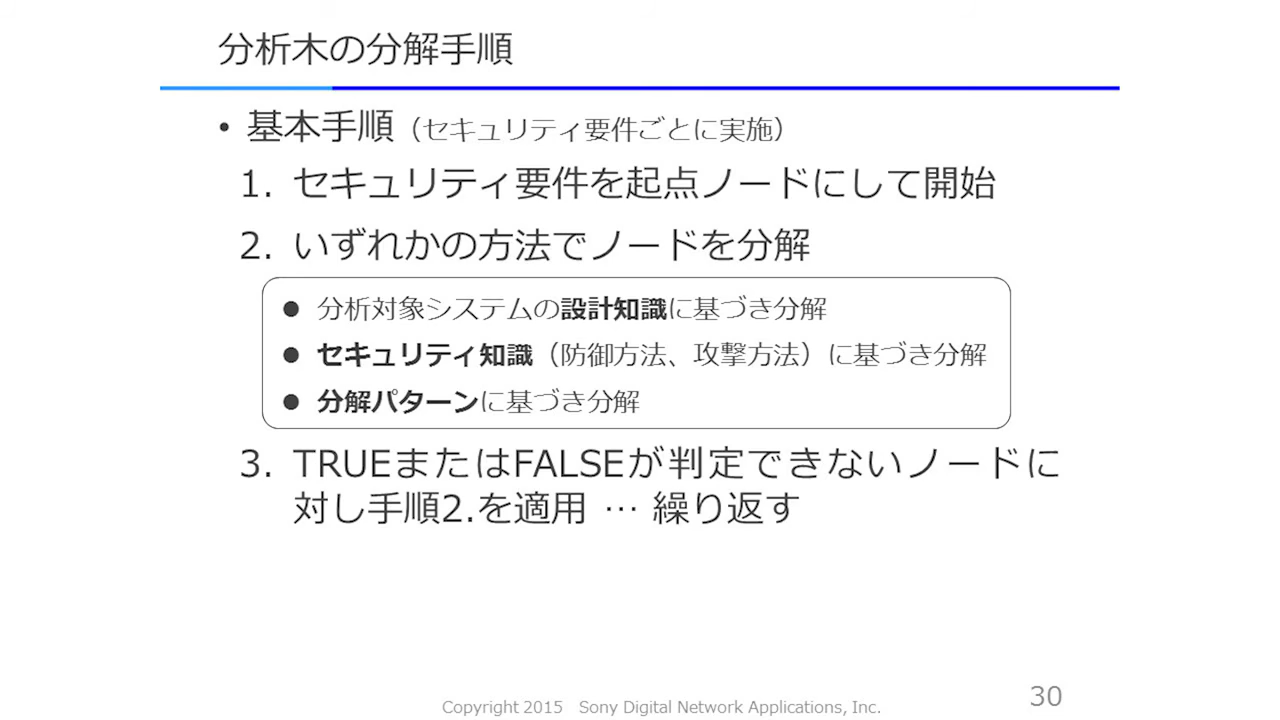 分析木の分解手順
• 基本手順（セキュリティ要件ごとに実施）
1. セキュリティ要件を起点ノードにして開始
2. いずれかの方法でノードを分解
● 分析対象システムの設計知識に基づき分解
● セキュリティ知識（防御方法、攻撃方法）に基づき分解
● 分解パターンに基づき分解
3. TRUEまたはFALSEが判定できないノードに
対し手順2.を適用 … 繰り返す
Copyright 2015 Sony Digital Network Applications, Inc.
30